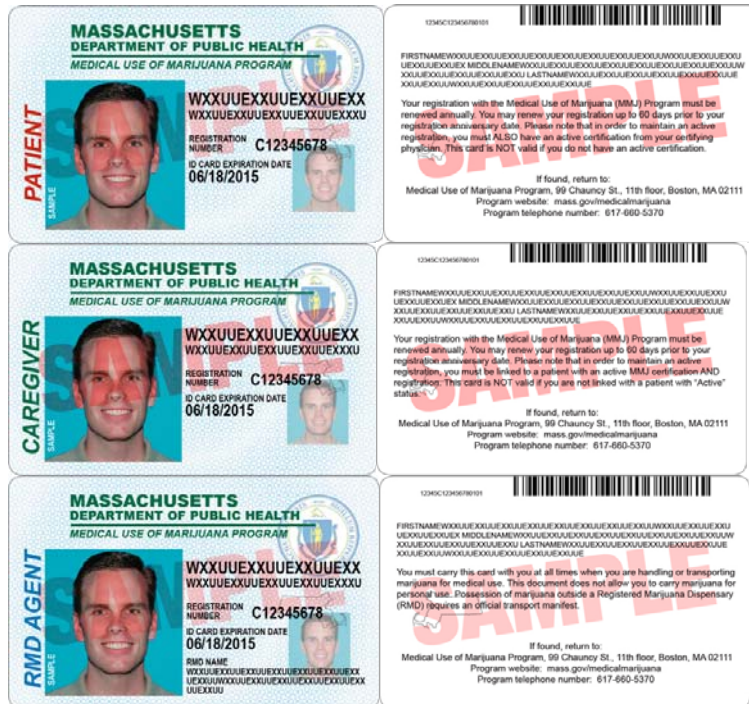 MASSACHUSETTS
DEPARTMENT OF PUBLIC HEALTH
MEDICAL USE OF MARIJUANA PROGRAM
PATIENT
SAMPLE
SAMPLE
WXXUUEXXUUEXXUUEXX
WXXUUEXXUUEXXUUEXXUUEXXXU
REGISTRATION
NUMBER C12345678
ID CARD EXPIRATION DATE
06/18/2015
12345C123456780101
SAMPLE
Your registration with the Medical Use of Marijuana (MMJ) Program must be
renewed annually. You may renew your registration up to 60 days prior to your
registration anniversary date. Please note that in order to maintain an active
registration, you must ALSO have an active certification from your certifying
physician. This card is NOT valid if you do not have an active certification.
If found, return to:
Medical Use of Marijuana Program, 99 Chauncy St., 11th floor, Boston, MA 02111
Program website: mass.gov/medicalmarijuana
Program telephone number: 617-660-5370
MASSACHUSETTS
DEPARTMENT OF PUBLIC HEALTH
MEDICAL USE OF MARIJUANA PROGRAM
CAREGIVER
SAMPLE
SAMPLE
WXXUUEXXUUEXXUUEXX
WXXUUEXXUUEXXUUEXXUUEXXXU
REGISTRATION
NUMBER C12345678
ID CARD EXPIRATION DATE
06/18/2015
12345C123456780101
SAMPLE
Your registration with the Medical Use of Marijuana (MMJ) Program must be
renewed annually. You may renew your registration up to 60 days prior to your
registration anniversary date. Please note that in order to maintain an active
registration, you must be linked to a patient with an active MMJ certification AND
registration. This card is NOT valid if you are not linked with a patient with "Active"
status.
If found, return to:
Medical Use of Marijuana Program, 99 Chauncy St., 11th floor, Boston, MA 02111
Program website: mass.gov/medicalmarijuana
Program telephone number: 617-660-5370
MASSACHUSETTS
DEPARTMENT OF PUBLIC HEALTH
MEDICAL USE OF MARIJUANA PROGRAM
RMD AGENT
SAMPLE
SAMPLE
WXXUUEXXUUEXXUUEXX
WXXUUEXXUUEXXUUEXXUUEXXXU
REGISTRATION
NUMBER C12345678
ID CARD EXPIRATION DATE
06/18/2015
RMD NAME
12345C123456780101
SAMPLE
You must carry this card with you at all times when you are handling or transporting
marijuana for medical use. This document does not allow you to carry marijuana for
personal use. Possession of marijuana outside a Registered Marijuana Dispensary
(RMD) requires an official transport manifest.
If found, return to:
Medical Use of Marijuana Program, 99 Chauncy St., 11th floor, Boston, MA 02111
Program website: mass.gov/medicalmarijuana
Program telephone number: 617-660-5370